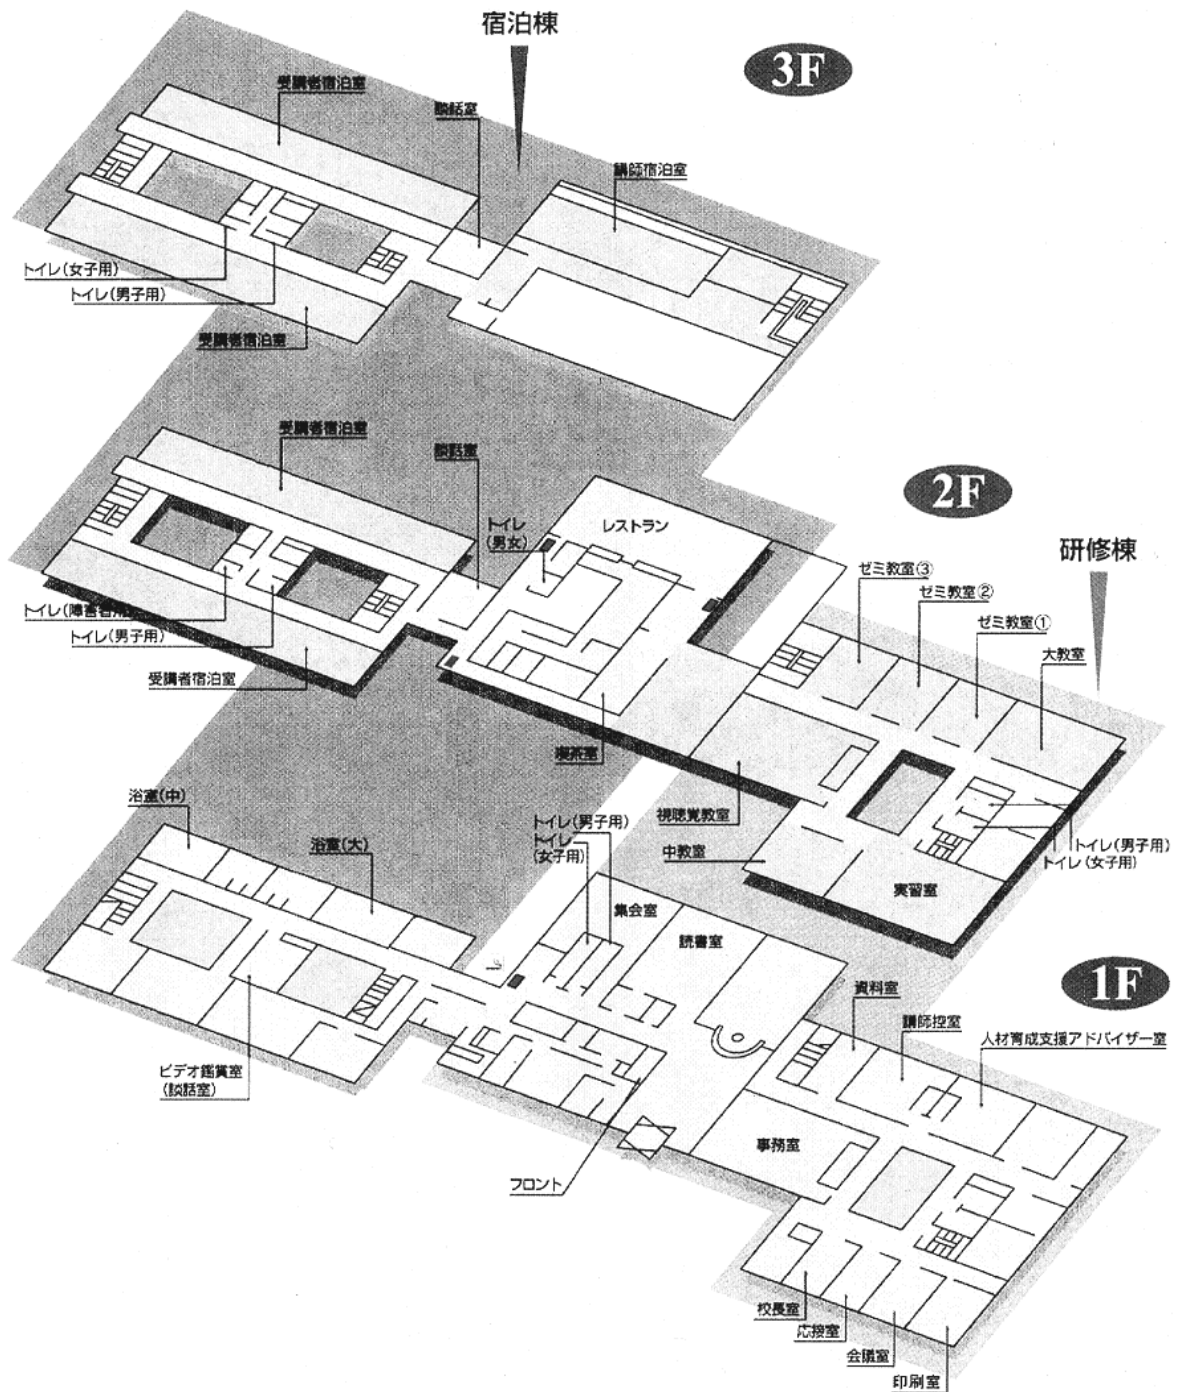 宿泊棟
3F
受講者宿泊室
談話室
講師宿泊室
トイレ(女子用)
トイレ(男子用)
受講者宿泊室
2F
受講者宿泊室
談話室
トイレ
(男女)
レストラン
研修棟
ゼミ教室③
ゼミ教室②
ゼミ教室①
大教室
トイレ(障害者用)
トイレ(男子用)
受講者宿泊室
喫茶室
視聴覚教室
中教室
トイレ(男子用)
トイレ(女子用)
実習室
1F
浴室(中)
浴室(大)
トイレ(男子用)
トイレ
(女子用)
集会室
読書室
資料室
講師控室
人材育成支援アドバイザー室
ビデオ鑑賞室
(談話室)
フロント
事務室
校長室
応接室
会議室
印刷室